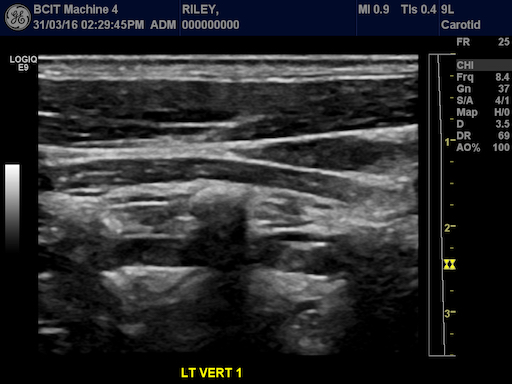 BCIT Machine 4 RILEY, MI 0.9 TIs 0.4 9L
31/03/16 02:29:45PM ADM 000000000 Carotid
FR 25
LOGIQ
E9
CHI
Frq 8.4
Gn 37
S/A 4/1
Map H/0
D 3.5
DR 69
AO% 100
1
2
3
LT VERT 1